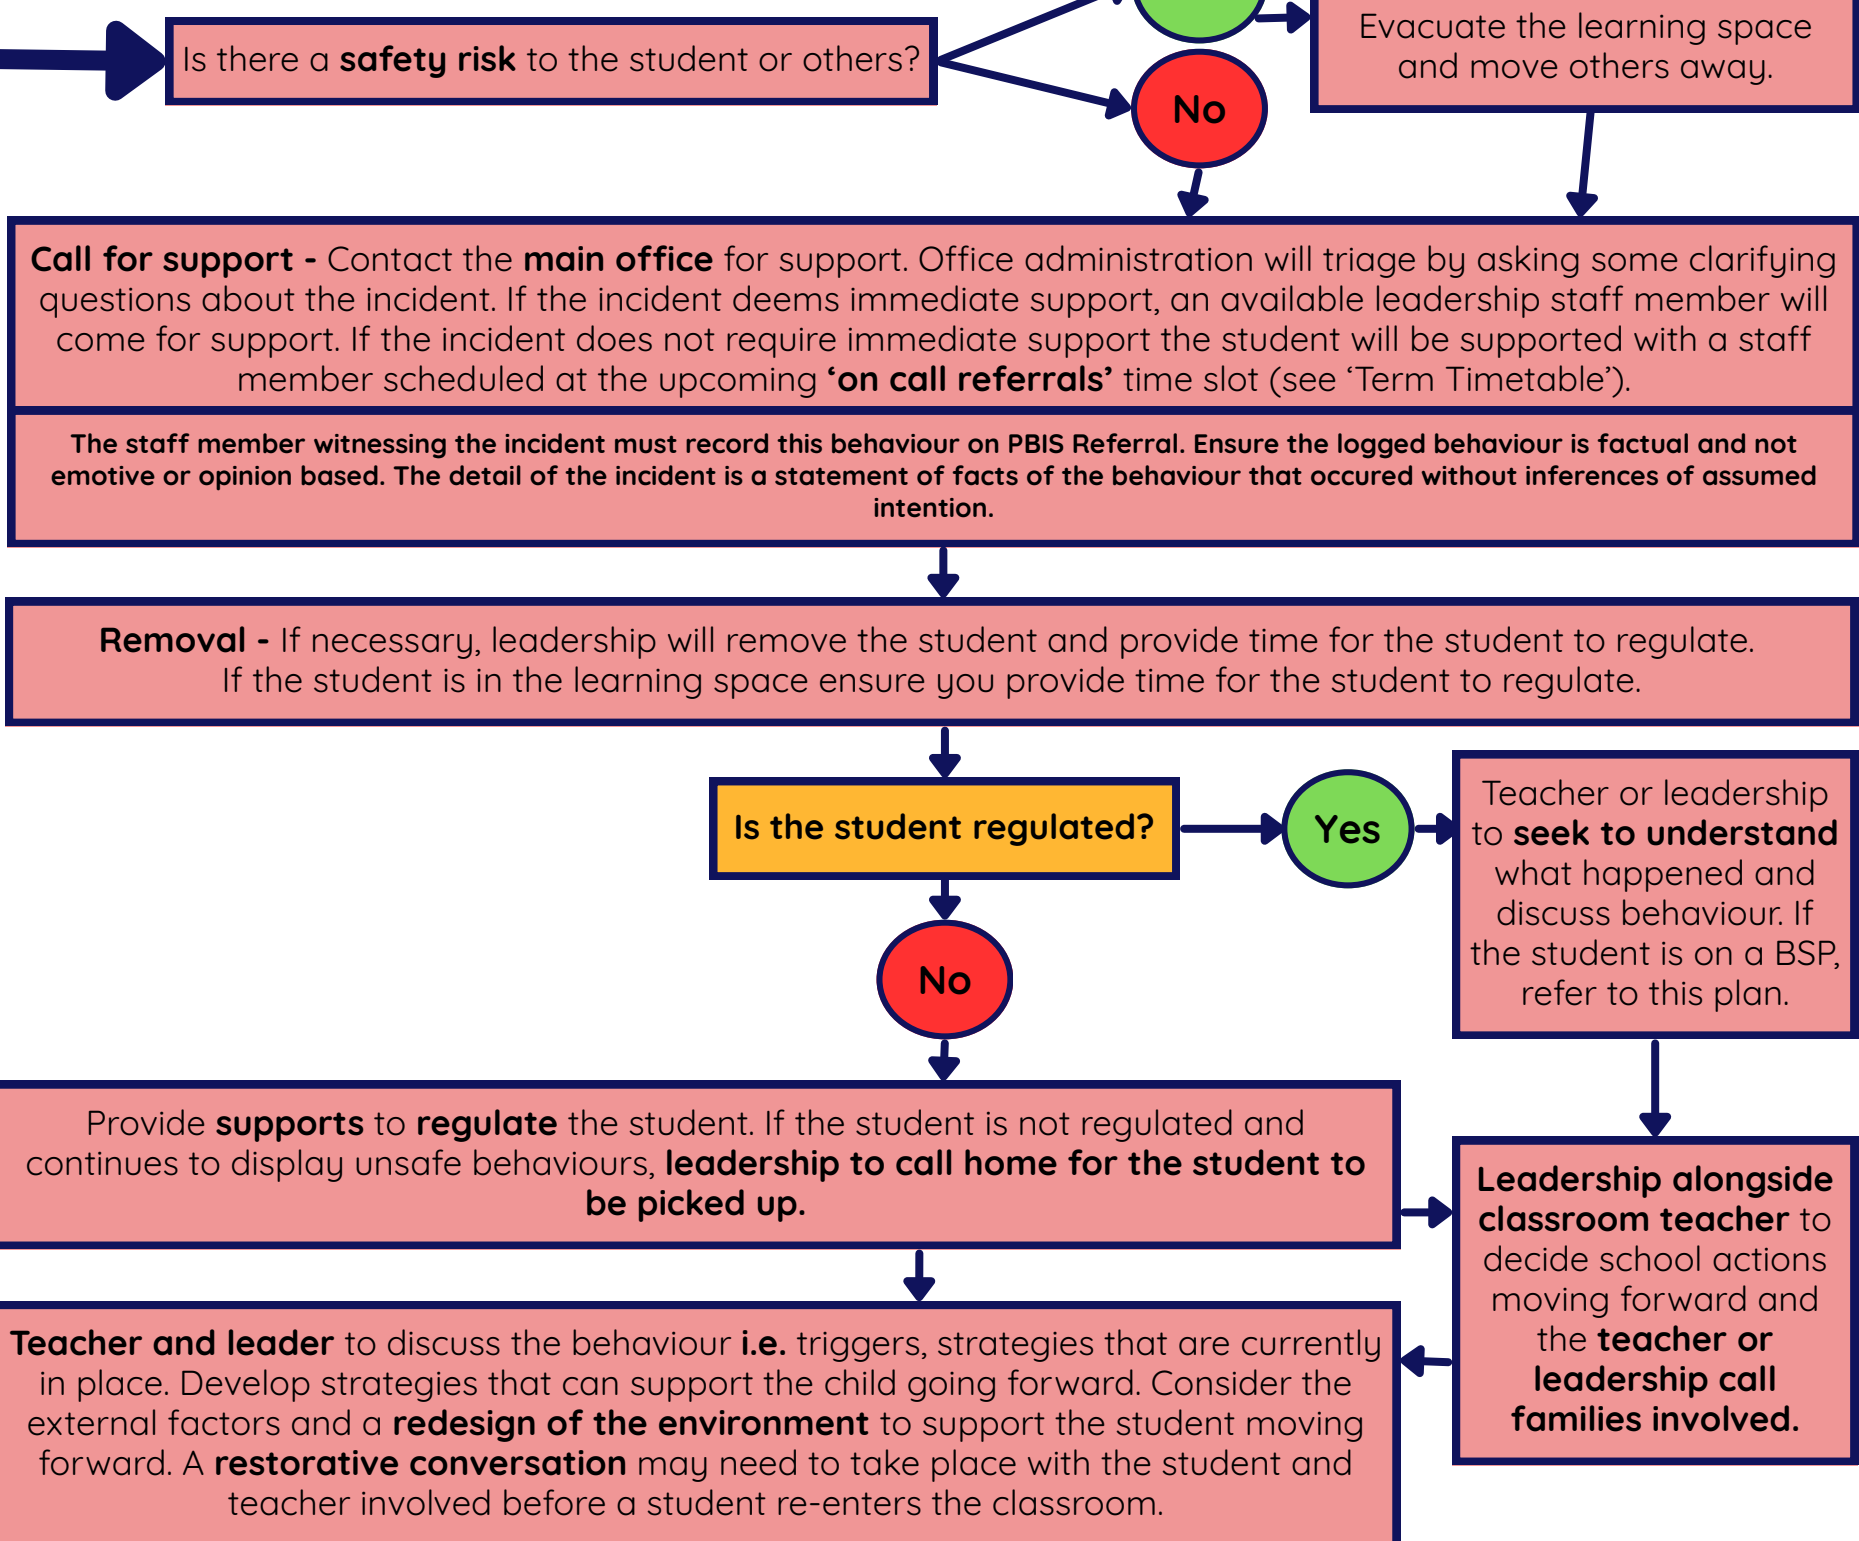 Is there a safety risk to the student or others?
Evacuate the learning space
and move others away.
No
Call for support - Contact the main office for support. Office administration will triage by asking some clarifying
questions about the incident. If the incident deems immediate support, an available leadership staff member will
come for support. If the incident does not require immediate support the student will be supported with a staff
member scheduled at the upcoming ‘on call referrals’ time slot (see ‘Term Timetable’).
The staff member witnessing the incident must record this behaviour on PBIS Referral. Ensure the logged behaviour is factual and not
emotive or opinion based. The detail of the incident is a statement of facts of the behaviour that occured without inferences of assumed
intention.
Removal - If necessary, leadership will remove the student and provide time for the student to regulate.
If the student is in the learning space ensure you provide time for the student to regulate.
Is the student regulated?
Yes
Teacher or leadership
to seek to understand
what happened and
discuss behaviour. If
the student is on a BSP,
refer to this plan.
No
Provide supports to regulate the student. If the student is not regulated and
continues to display unsafe behaviours, leadership to call home for the student to
be picked up.
Leadership alongside
classroom teacher to
decide school actions
moving forward and
the teacher or
leadership call
families involved.
Teacher and leader to discuss the behaviour i.e. triggers, strategies that are currently
in place. Develop strategies that can support the child going forward. Consider the
external factors and a redesign of the environment to support the student moving
forward. A restorative conversation may need to take place with the student and
teacher involved before a student re-enters the classroom.